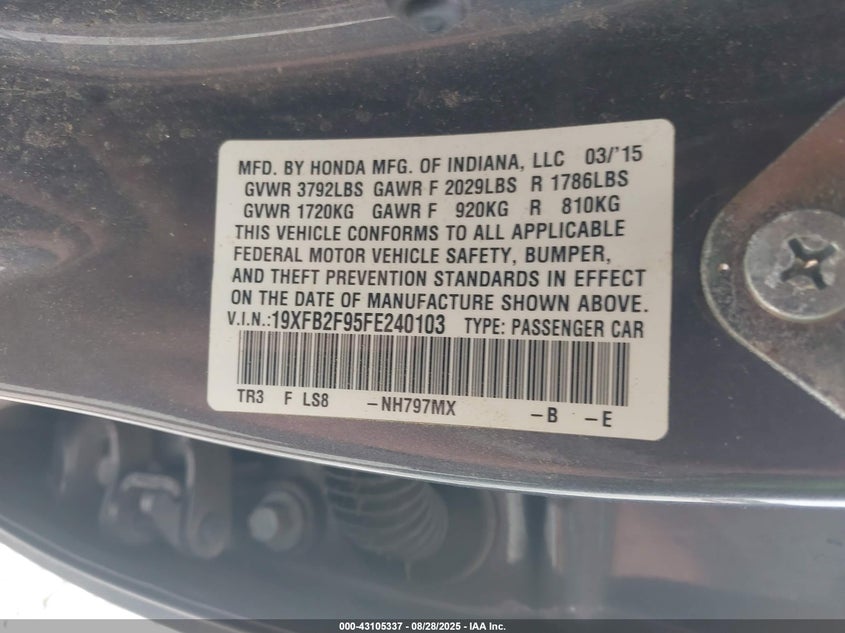 MFD. BY HONDA MFG. OF INDIANA, LLC 03/'15
GVWR 3792LBS GAWR F 2029LBS R 1786LBS
GVWR 1720KG GAWR F 920KG R 810KG
THIS VEHICLE CONFORMS TO ALL APPLICABLE
FEDERAL MOTOR VEHICLE SAFETY, BUMPER,
AND THEFT PREVENTION STANDARDS IN EFFECT
ON THE DATE OF MANUFACTURE SHOWN ABOVE.
V.I.N.:19XFB2F95FE240103 TYPE: PASSENGER CAR
TR3 F LS8 -NH797MX -B -E
000-43105337 - 08/28/2025 - IAA Inc.